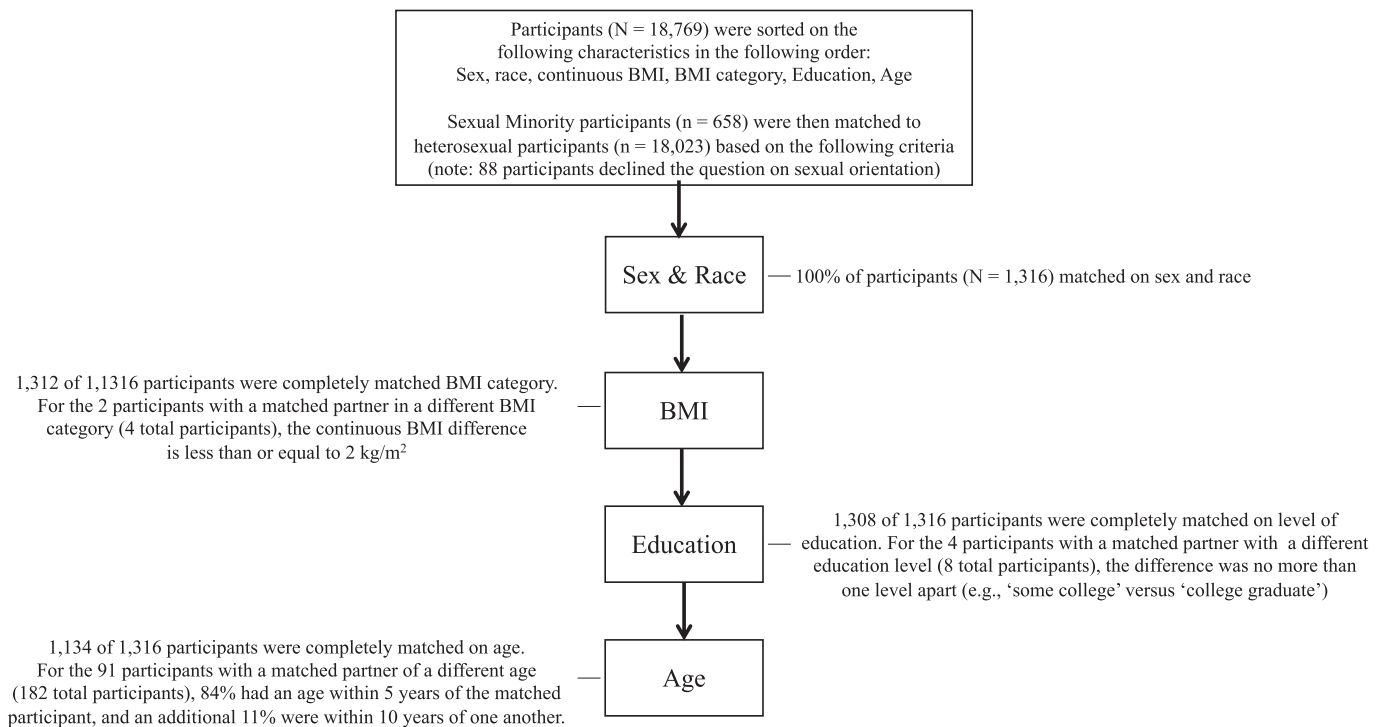 Participants (N = 18,769) were sorted on the
following characteristics in the following order:
Sex, race, continuous BMI, BMI category, Education, Age
Sexual Minority participants (n = 658) were then matched to
heterosexual participants (n = 18,023) based on the following criteria
(note: 88 participants declined the question on sexual orientation)
Sex & Race
100% of participants (N = 1,316) matched on sex and race
1,312 of 1,1316 participants were completely matched BMI category.
For the 2 participants with a matched partner in a different BMI
category (4 total participants), the continuous BMI difference
is less than or equal to 2 kg/m²
BMI
Education
1,308 of 1,316 participants were completely matched on level of
education. For the 4 participants with a matched partner with a different
education level (8 total participants), the difference was no more than
one level apart (e.g., ‘some college’ versus ‘college graduate’)
1,134 of 1,316 participants were completely matched on age.
For the 91 participants with a matched partner of a different age
(182 total participants), 84% had an age within 5 years of the matched
participant, and an additional 11% were within 10 years of one another.
Age